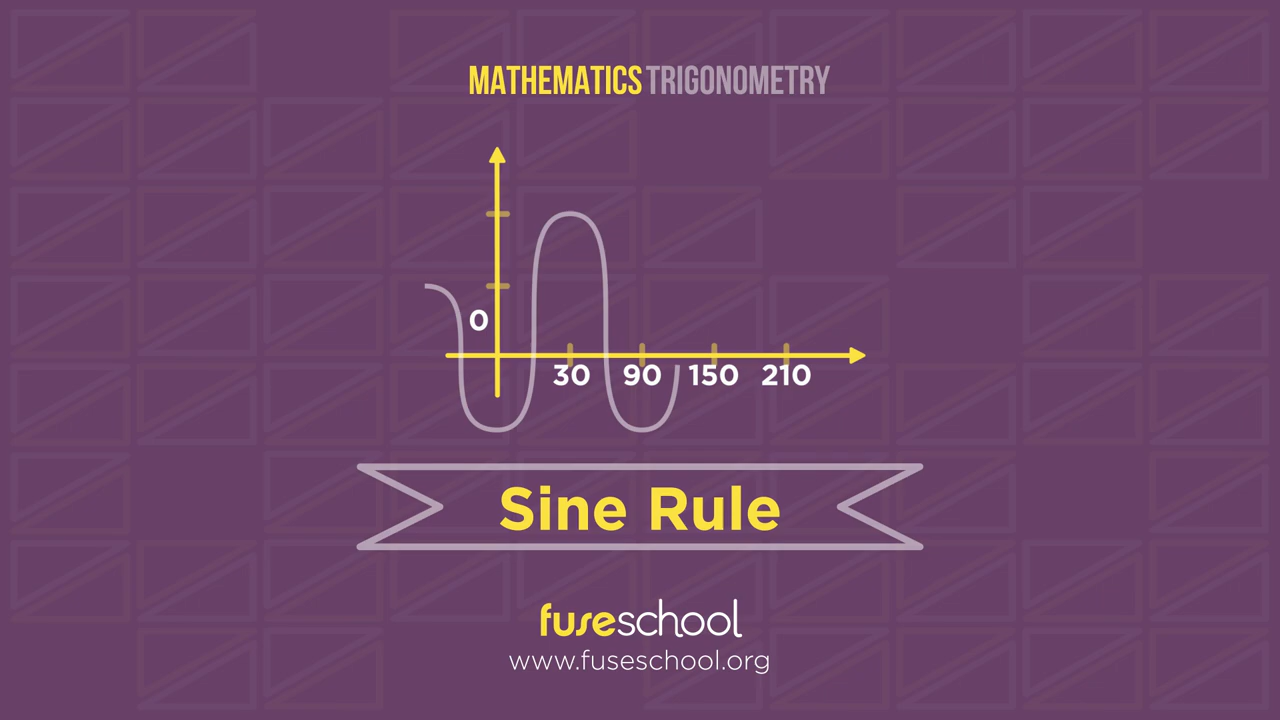 MATHEMATICS TRIGONOMETRY
0
30 90 150 210
Sine Rule
fuseschool
www.fuseschool.org